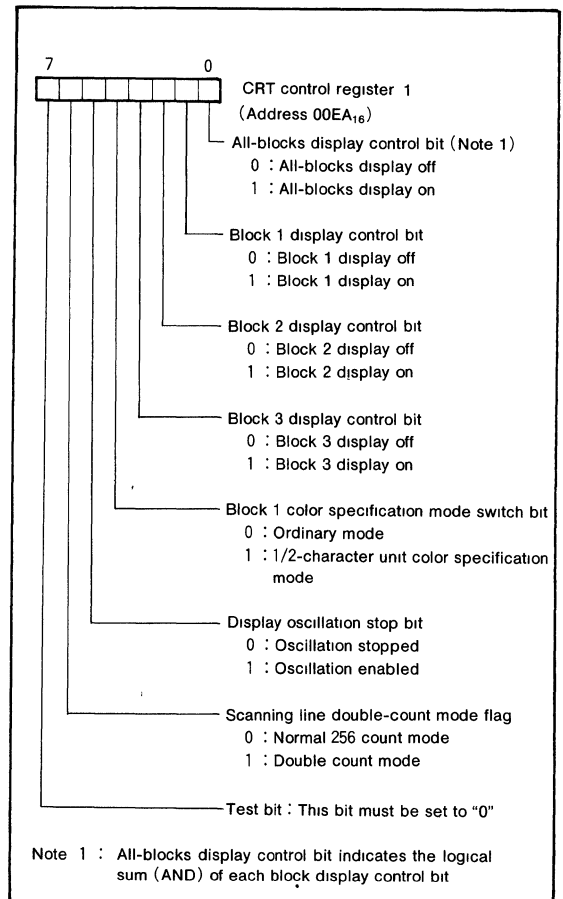 7 0
CRT control register 1
(Address 00EA₁₆)
All-blocks display control bit (Note 1)
0 : All-blocks display off
1 : All-blocks display on
Block 1 display control bit
0 : Block 1 display off
1 : Block 1 display on
Block 2 display control bit
0 : Block 2 display off
1 : Block 2 display on
Block 3 display control bit
0 : Block 3 display off
1 : Block 3 display on
Block 1 color specification mode switch bit
0 : Ordinary mode
1 : 1/2-character unit color specification
mode
Display oscillation stop bit
0 : Oscillation stopped
1 : Oscillation enabled
Scanning line double-count mode flag
0 : Normal 256 count mode
1 : Double count mode
Test bit : This bit must be set to “0”
Note 1 : All-blocks display control bit indicates the logical
sum (AND) of each block display control bit